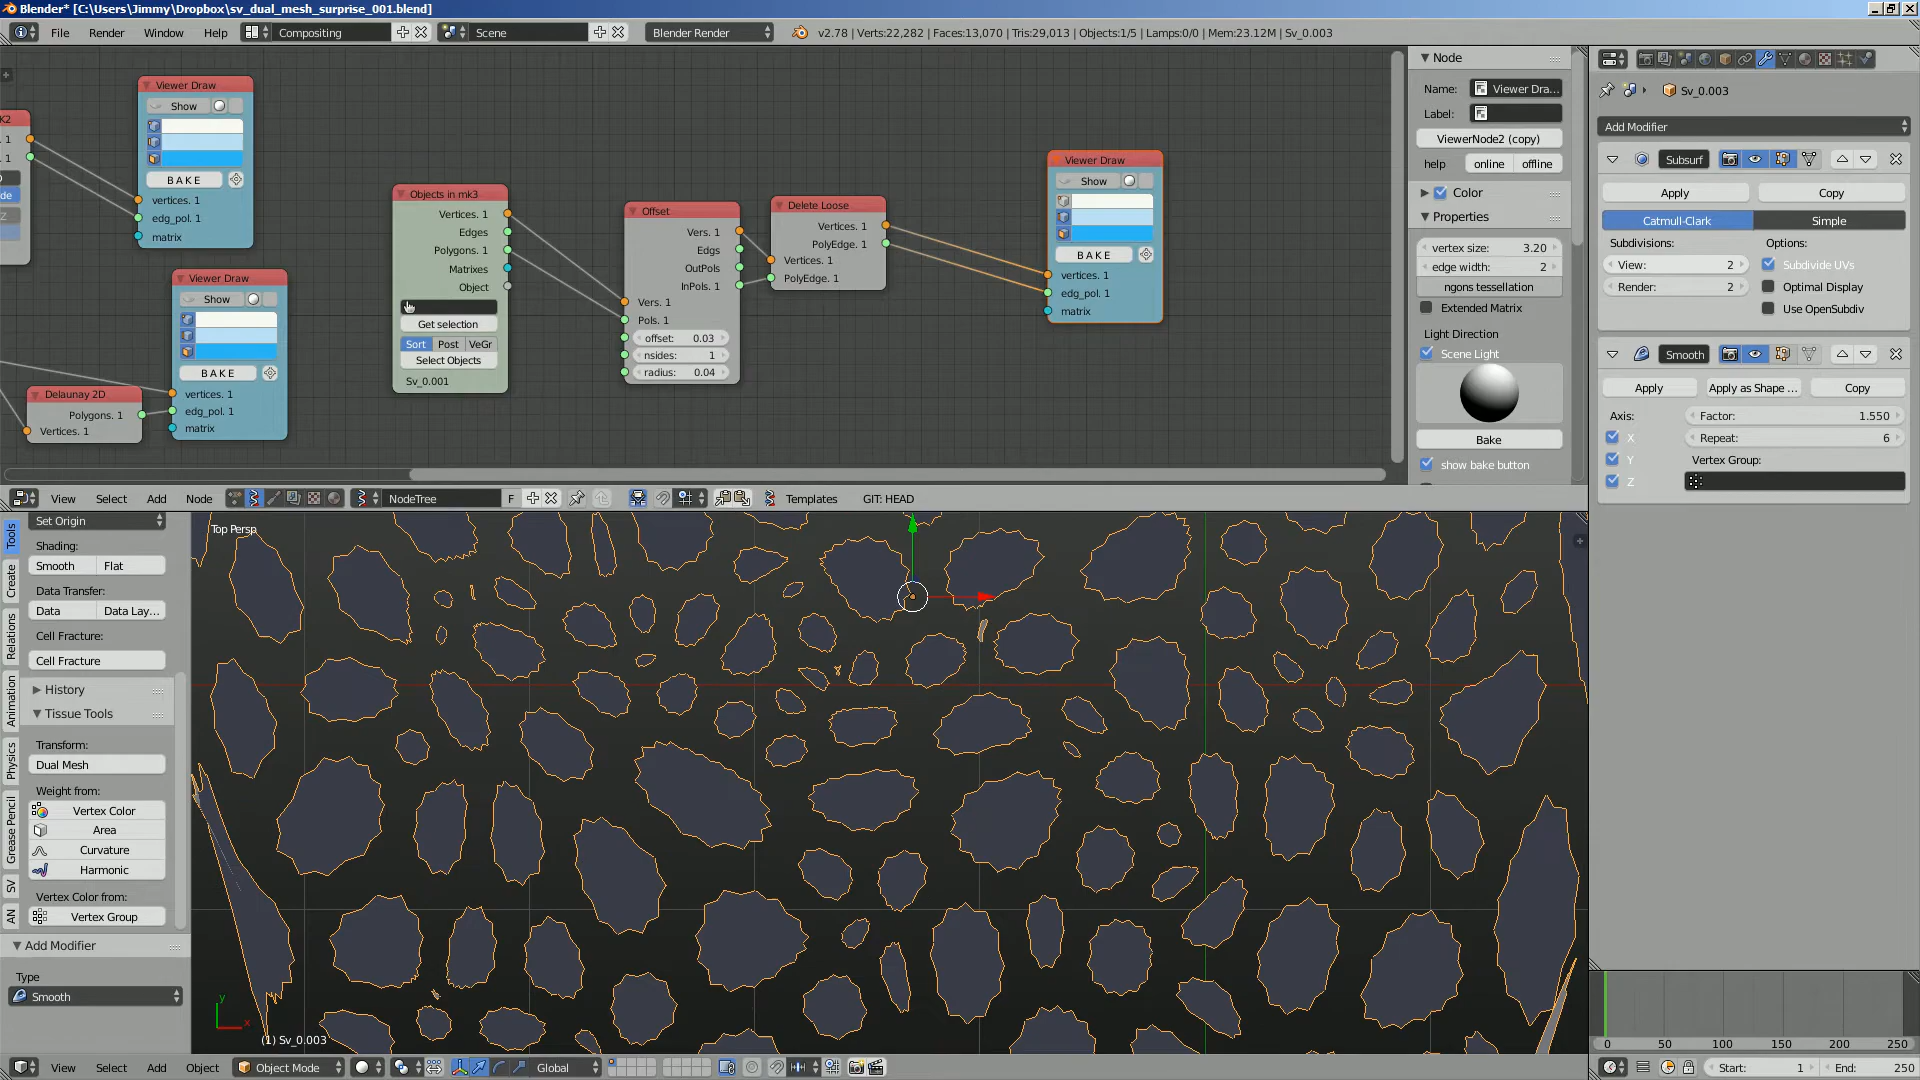 Blender* [C:\Users\Jimmy\Dropbox\sv_dual_mesh_surprise_001.blend]
File Render Window Help Compositing Scene Blender Render v2.78 | Verts:22,282 | Faces:13,070 | Tris:29,013 | Objects:1/5 | Lamps:0/0 | Mem:23.12M | Sv_0.003
K2
. 1
. 1
de
Z
Viewer Draw
Show
BAKE
vertices. 1
edg_pol. 1
matrix
Viewer Draw
Show
BAKE
vertices. 1
edg_pol. 1
matrix
Delaunay 2D
Polygons. 1
Vertices. 1
Objects in mk3
Vertices. 1
Edges
Polygons. 1
Matrixes
Object
Get selection
Sort Post VeGr
Select Objects
Sv_0.001
Offset
Vers. 1
Edgs
OutPols
InPols. 1
Vers. 1
Pols. 1
offset: 0.03
nsides: 1
radius: 0.04
Delete Loose
Vertices. 1
PolyEdge. 1
Vertices. 1
PolyEdge. 1
Viewer Draw
Show
BAKE
vertices. 1
edg_pol. 1
matrix
Node
Name: Viewer Dra...
Label:
ViewerNode2 (copy)
help online offline
Color
Properties
vertex size: 3.20
edge width: 2
ngons tessellation
Extended Matrix
Light Direction
Scene Light
Bake
show bake button
Sv_0.003
Add Modifier
Subsurf
Apply Copy
Catmull-Clark Simple
Subdivisions: Options:
View: 2 Subdivide UVs
Render: 2 Optimal Display
Use OpenSubdiv
Smooth
Apply Apply as Shape ... Copy
Axis: Factor: 1.550
X Repeat: 6
Y Vertex Group:
Z
View Select Add Node NodeTree F Templates GIT: HEAD
Tools
Create
Relations
Animation
Physics
Grease Pencil
SV
AN
Set Origin
Shading:
Smooth Flat
Data Transfer:
Data Data Lay...
Cell Fracture:
Cell Fracture
History
Tissue Tools
Transform:
Dual Mesh
Weight from:
Vertex Color
Area
Curvature
Harmonic
Vertex Color from:
Vertex Group
Add Modifier
Type
Smooth
Top Persp
y
x
(1) Sv_0.003
View Select Add Object Object Mode Global
0 50 100 150 200 250
Start: 1 End: 250